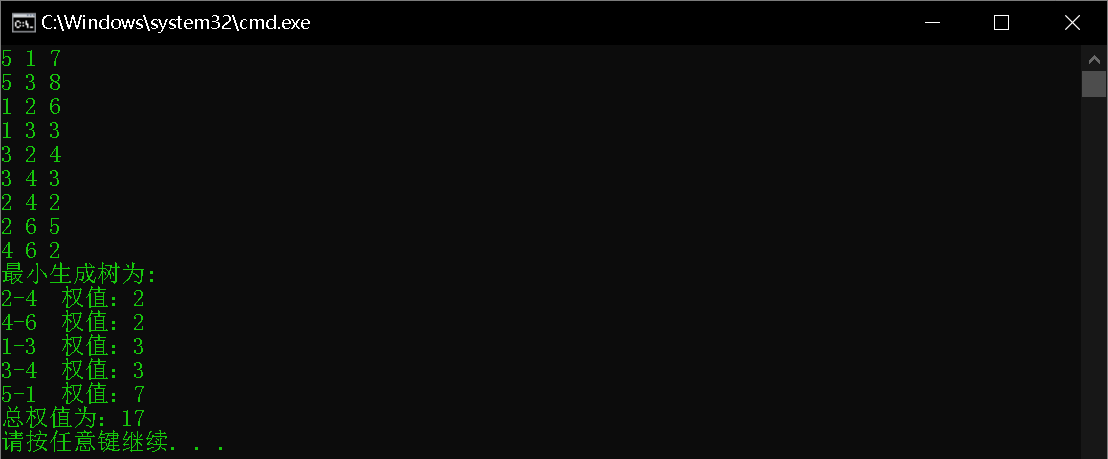 C:\Windows\system32\cmd.exe
5 1 7
5 3 8
1 2 6
1 3 3
3 2 4
3 4 3
2 4 2
2 6 5
4 6 2
最小生成树为：
2-4  权值：2
4-6  权值：2
1-3  权值：3
3-4  权值：3
5-1  权值：7
总权值为：17
请按任意键继续. . .